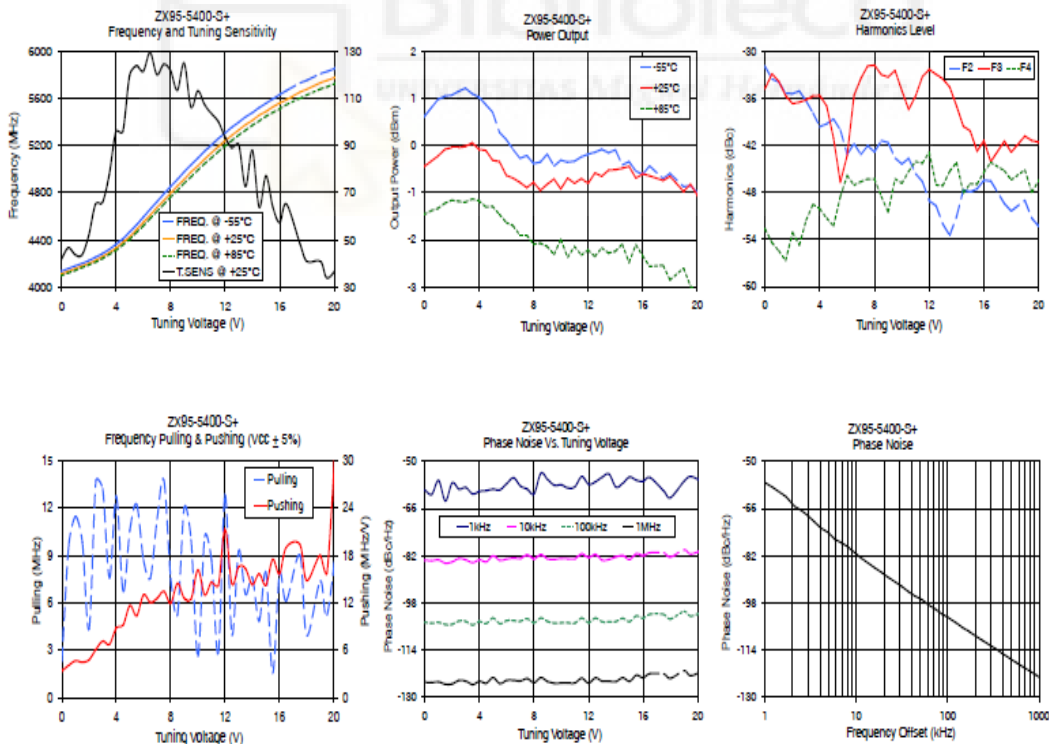 ZX95-5400-S+
Frequency and Tuning Sensitivity
6000
5600
5200
4800
4400
4000
130
110
90
70
50
30
Frequency (MHz)
FREQ. @ -55°C
FREQ. @ +25°C
FREQ. @ +85°C
T.SENS @ +25°C
0 4 8 12 16 20
Tuning Voltage (V)
ZX95-5400-S+
Power Output
2
1
0
-1
-2
-3
Output Power (dBm)
-55°C
+25°C
+85°C
0 4 8 12 16 20
Tuning Voltage (V)
ZX95-5400-S+
Harmonics Level
-30
-36
-42
-48
-54
-60
Harmonics (dBc)
F2 F3 F4
0 4 8 12 16 20
Tuning Voltage (V)
ZX95-5400-S+
Frequency Pulling & Pushing (VCC ± 5%)
15
12
9
6
3
0
30
24
18
12
6
0
Pulling (MHz)
Pushing (MHz/V)
Pulling
Pushing
0 4 8 12 16 20
Tuning Voltage (V)
ZX95-5400-S+
Phase Noise Vs. Tuning Voltage
-50
-66
-82
-98
-114
-130
Phase Noise (dBc/Hz)
1kHz 10kHz 100kHz 1MHz
0 4 8 12 16 20
Tuning Voltage (V)
ZX95-5400-S+
Phase Noise
-50
-66
-82
-98
-114
-130
Phase Noise (dBc/Hz)
1 10 100 1000
Frequency Offset (kHz)